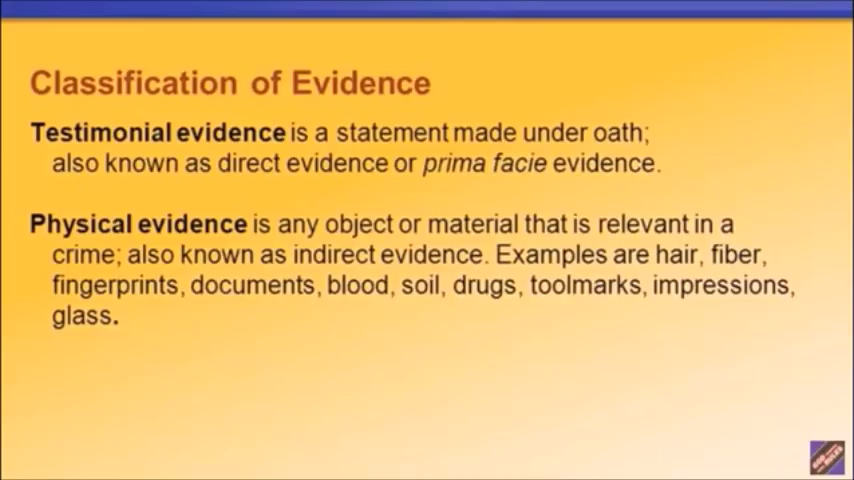 Classification of Evidence
Testimonial evidence is a statement made under oath;
also known as direct evidence or prima facie evidence.
Physical evidence is any object or material that is relevant in a
crime; also known as indirect evidence. Examples are hair, fiber,
fingerprints, documents, blood, soil, drugs, toolmarks, impressions,
glass.